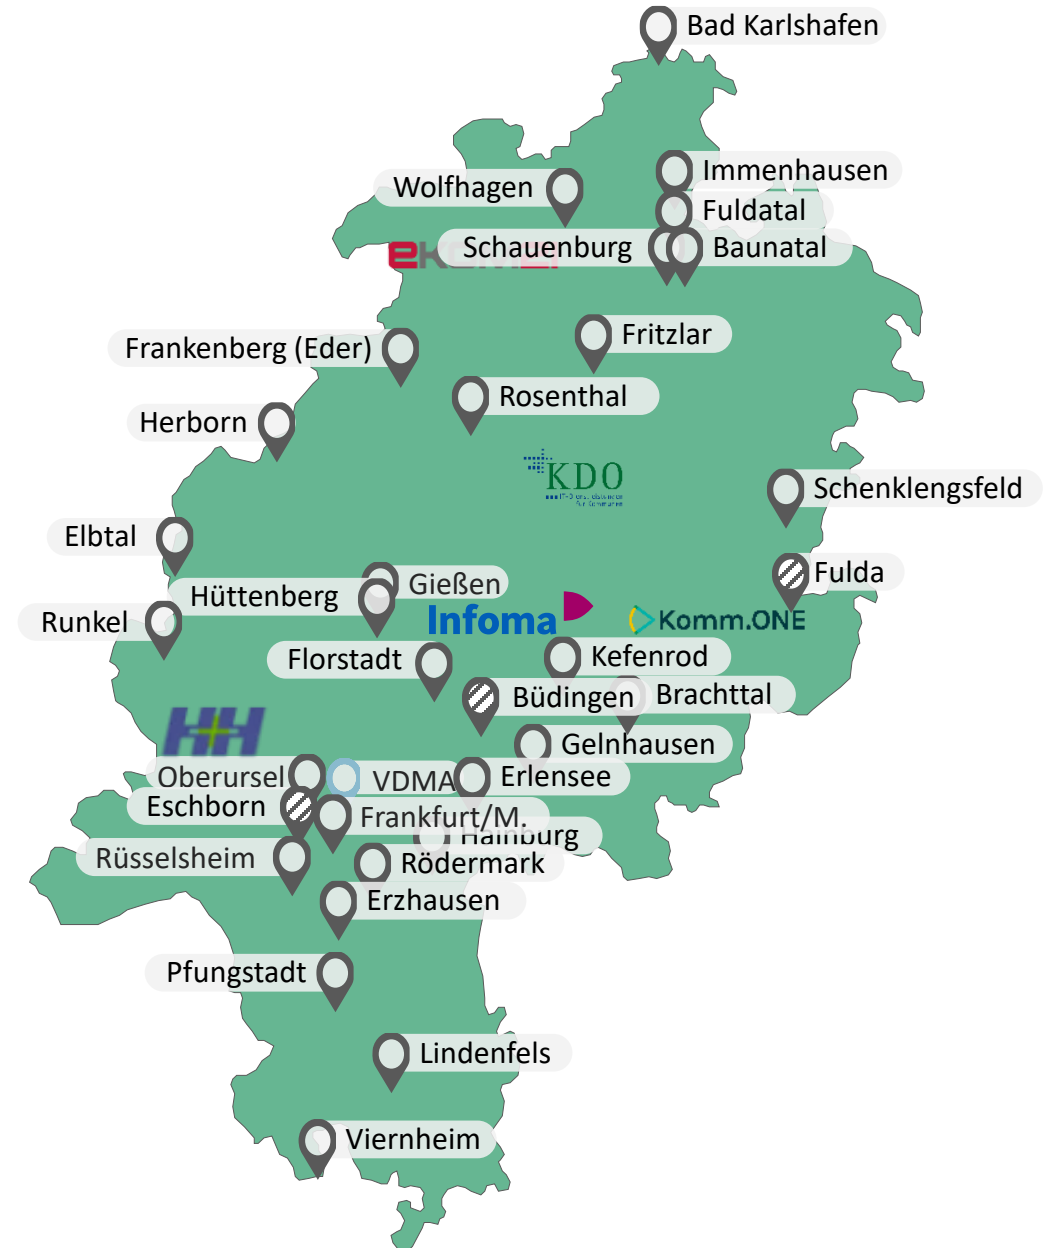 Bad Karlshafen
Immenhausen
Wolfhagen
Fuldatal
Schauenburg
Baunatal
Fritzlar
Frankenberg (Eder)
Rosenthal
Herborn
KDO
Schenklengsfeld
Elbtal
Fulda
Gießen
Hüttenberg
Infoma
Komm.ONE
Runkel
Florstadt
Kefenrod
Büdingen
Brachttal
H+H
Gelnhausen
Oberursel
VDMA
Erlensee
Eschborn
Frankfurt/M.
Hainburg
Rüsselsheim
Rödermark
Erzhausen
Pfungstadt
Lindenfels
Viernheim